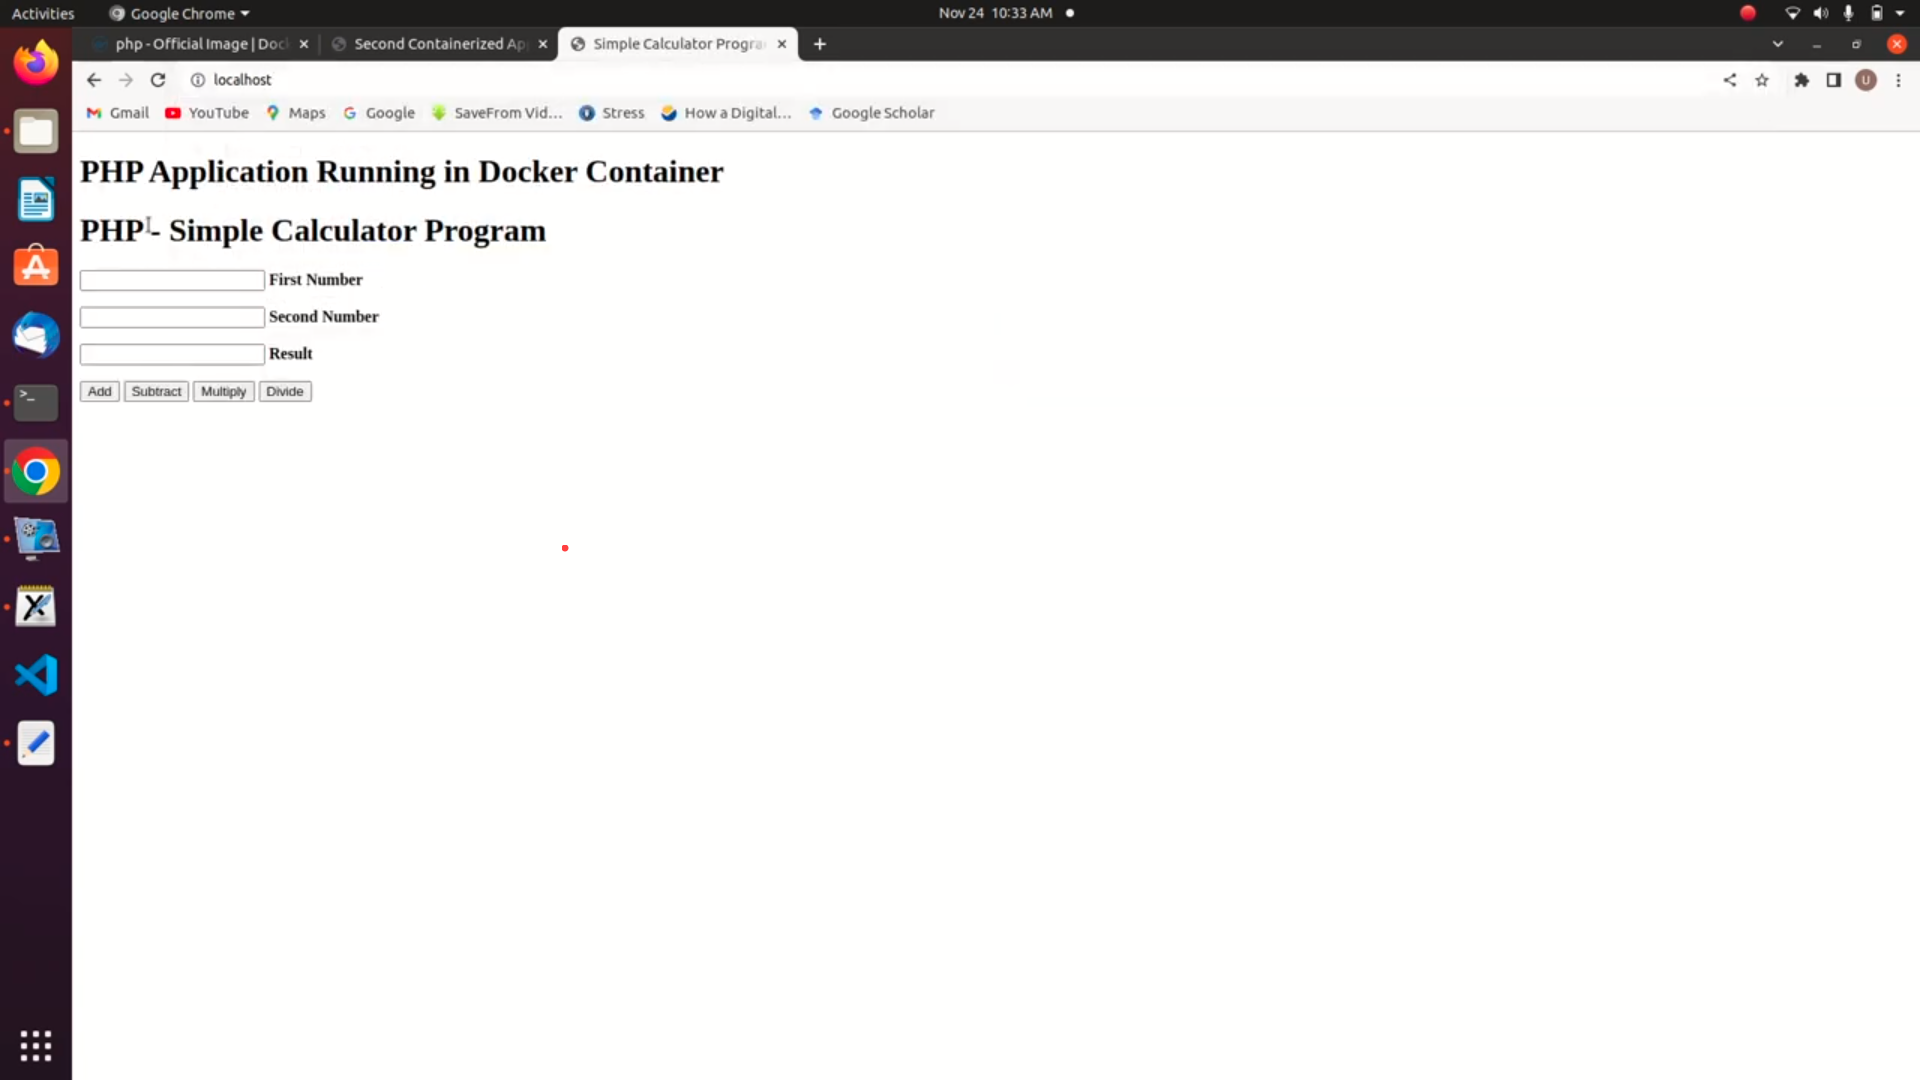 Activities
Google Chrome
Nov 24 10:33 AM
php - Official Image | Doc
Second Containerized Ap
Simple Calculator Progra
localhost
Gmail
YouTube
Maps
Google
SaveFrom Vid...
Stress
How a Digital...
Google Scholar
U
PHP Application Running in Docker Container
PHP - Simple Calculator Program
First Number
Second Number
Result
Add Subtract Multiply Divide